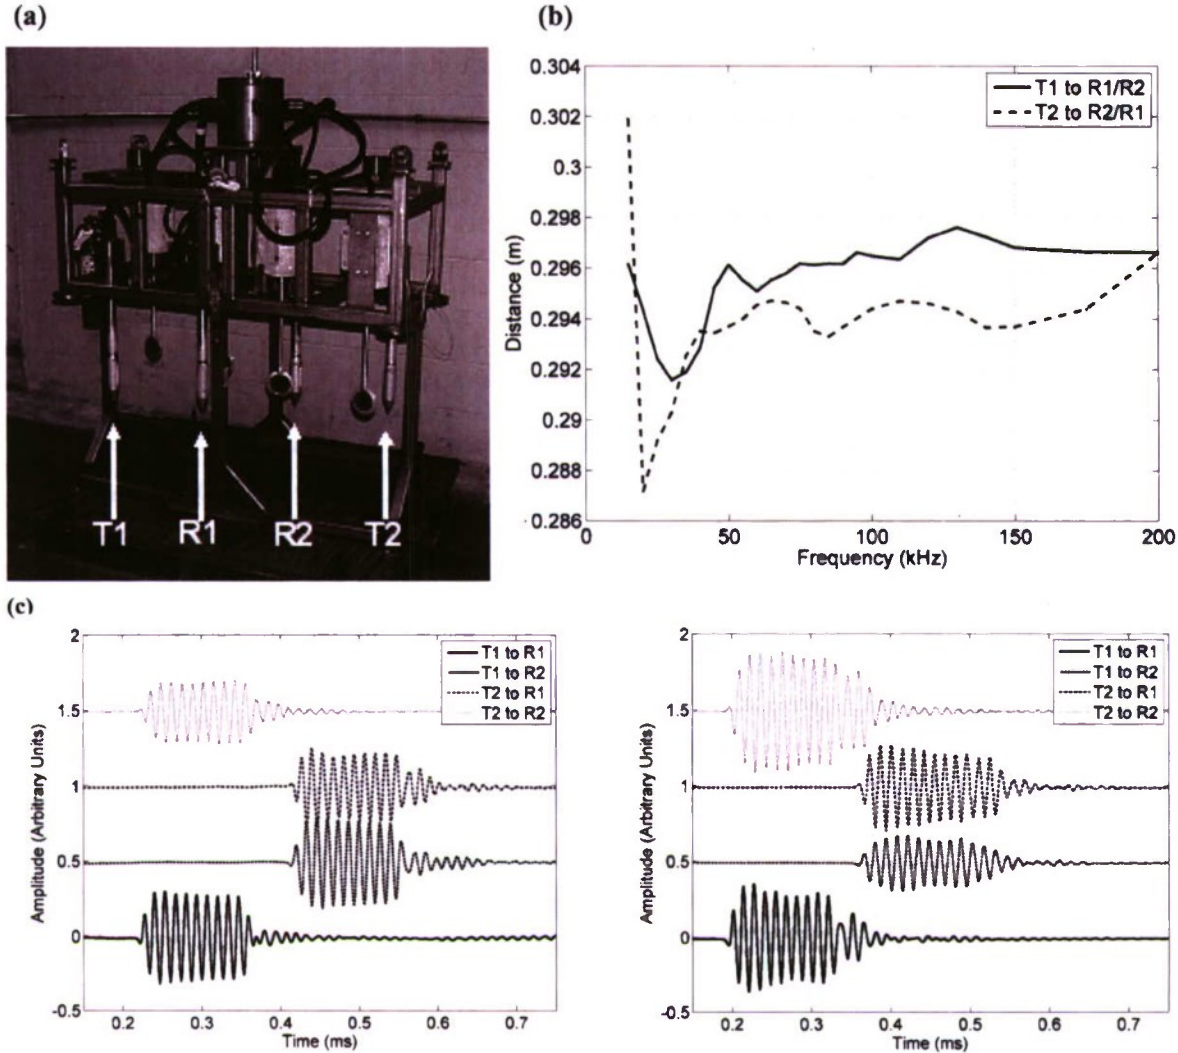 (a)
T1 R1 R2 T2
(b)
0.304
0.302
0.3
0.298
0.296
0.294
0.292
0.29
0.288
0.286
Distance (m)
T1 to R1/R2
T2 to R2/R1
0 50 100 150 200
Frequency (kHz)
(c)
2
1.5
1
0.5
0
-0.5
Amplitude (Arbitrary Units)
T1 to R1
T1 to R2
T2 to R1
T2 to R2
0.2 0.3 0.4 0.5 0.6 0.7
Time (ms)
2
1.5
1
0.5
0
-0.5
Amplitude (Arbitrary Units)
T1 to R1
T1 to R2
T2 to R1
T2 to R2
0.2 0.3 0.4 0.5 0.6 0.7
Time (ms)